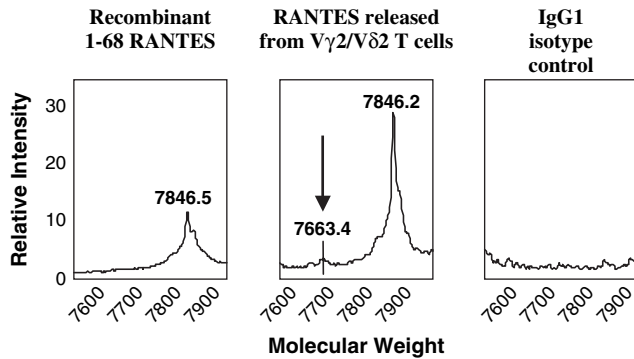 Recombinant
1-68 RANTES
RANTES released
from Vγ2/Vδ2 T cells
IgG1
isotype
control
Relative Intensity
30
20
10
0
7846.5
7663.4
7846.2
7600
7700
7800
7900
7600
7700
7800
7900
7600
7700
7800
7900
Molecular Weight